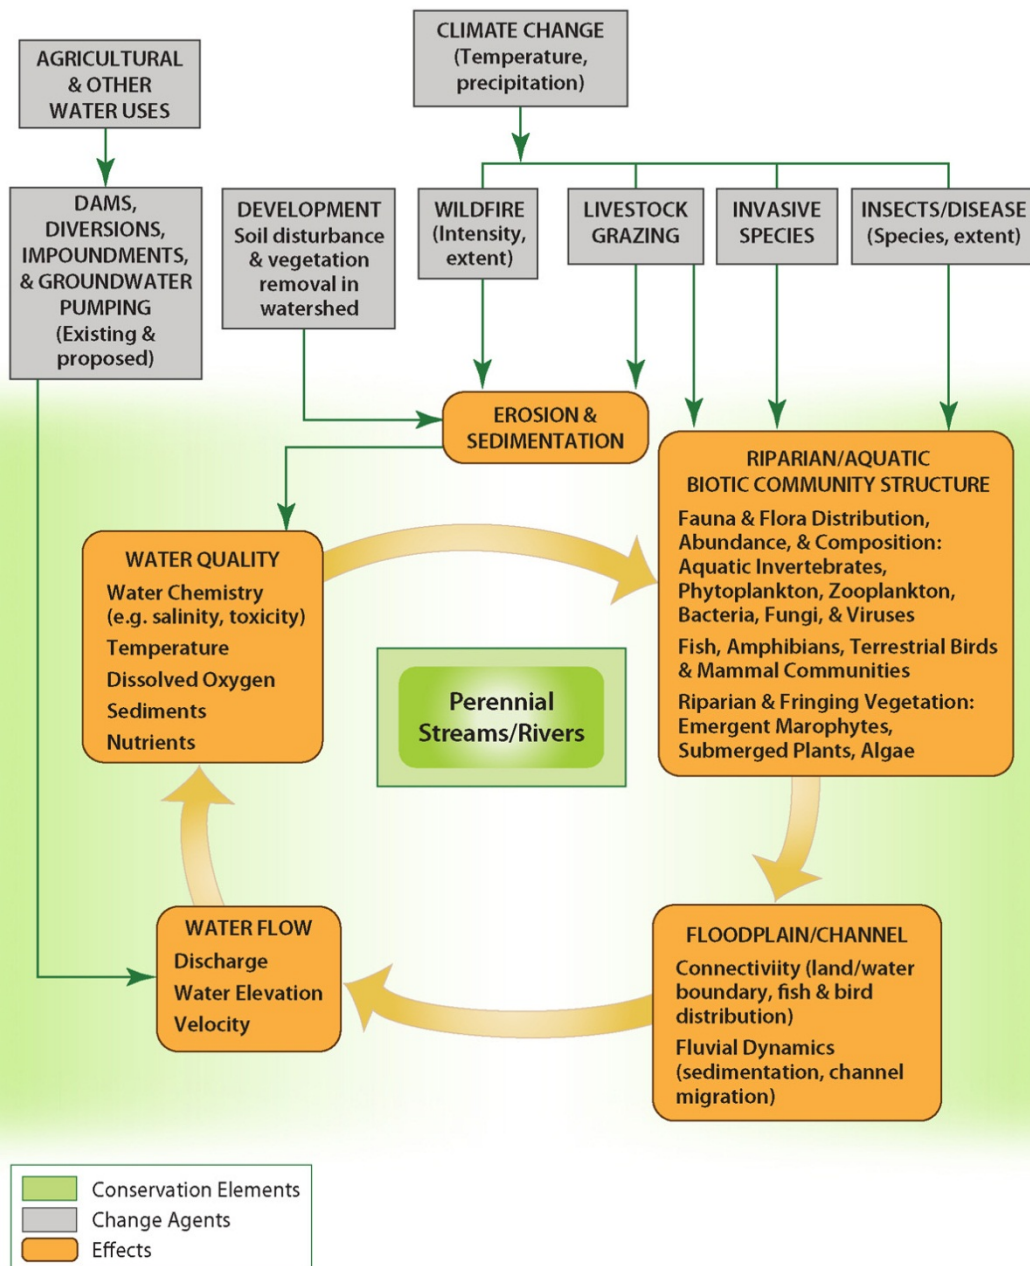 AGRICULTURAL
& OTHER
WATER USES
CLIMATE CHANGE
(Temperature,
precipitation)
DAMS,
DIVERSIONS,
IMPOUNDMENTS,
& GROUNDWATER
PUMPING
(Existing &
proposed)
DEVELOPMENT
Soil disturbance
& vegetation
removal in
watershed
WILDFIRE
(Intensity,
extent)
LIVESTOCK
GRAZING
INVASIVE
SPECIES
INSECTS/DISEASE
(Species, extent)
EROSION &
SEDIMENTATION
RIPARIAN/AQUATIC
BIOTIC COMMUNITY STRUCTURE
Fauna & Flora Distribution,
Abundance, & Composition:
Aquatic Invertebrates,
Phytoplankton, Zooplankton,
Bacteria, Fungi, & Viruses
Fish, Amphibians, Terrestrial Birds
& Mammal Communities
Riparian & Fringing Vegetation:
Emergent Marophytes,
Submerged Plants, Algae
WATER QUALITY
Water Chemistry
(e.g. salinity, toxicity)
Temperature
Dissolved Oxygen
Sediments
Nutrients
Perennial
Streams/Rivers
WATER FLOW
Discharge
Water Elevation
Velocity
FLOODPLAIN/CHANNEL
Connectiviity (land/water
boundary, fish & bird
distribution)
Fluvial Dynamics
(sedimentation, channel
migration)
Conservation Elements
Change Agents
Effects